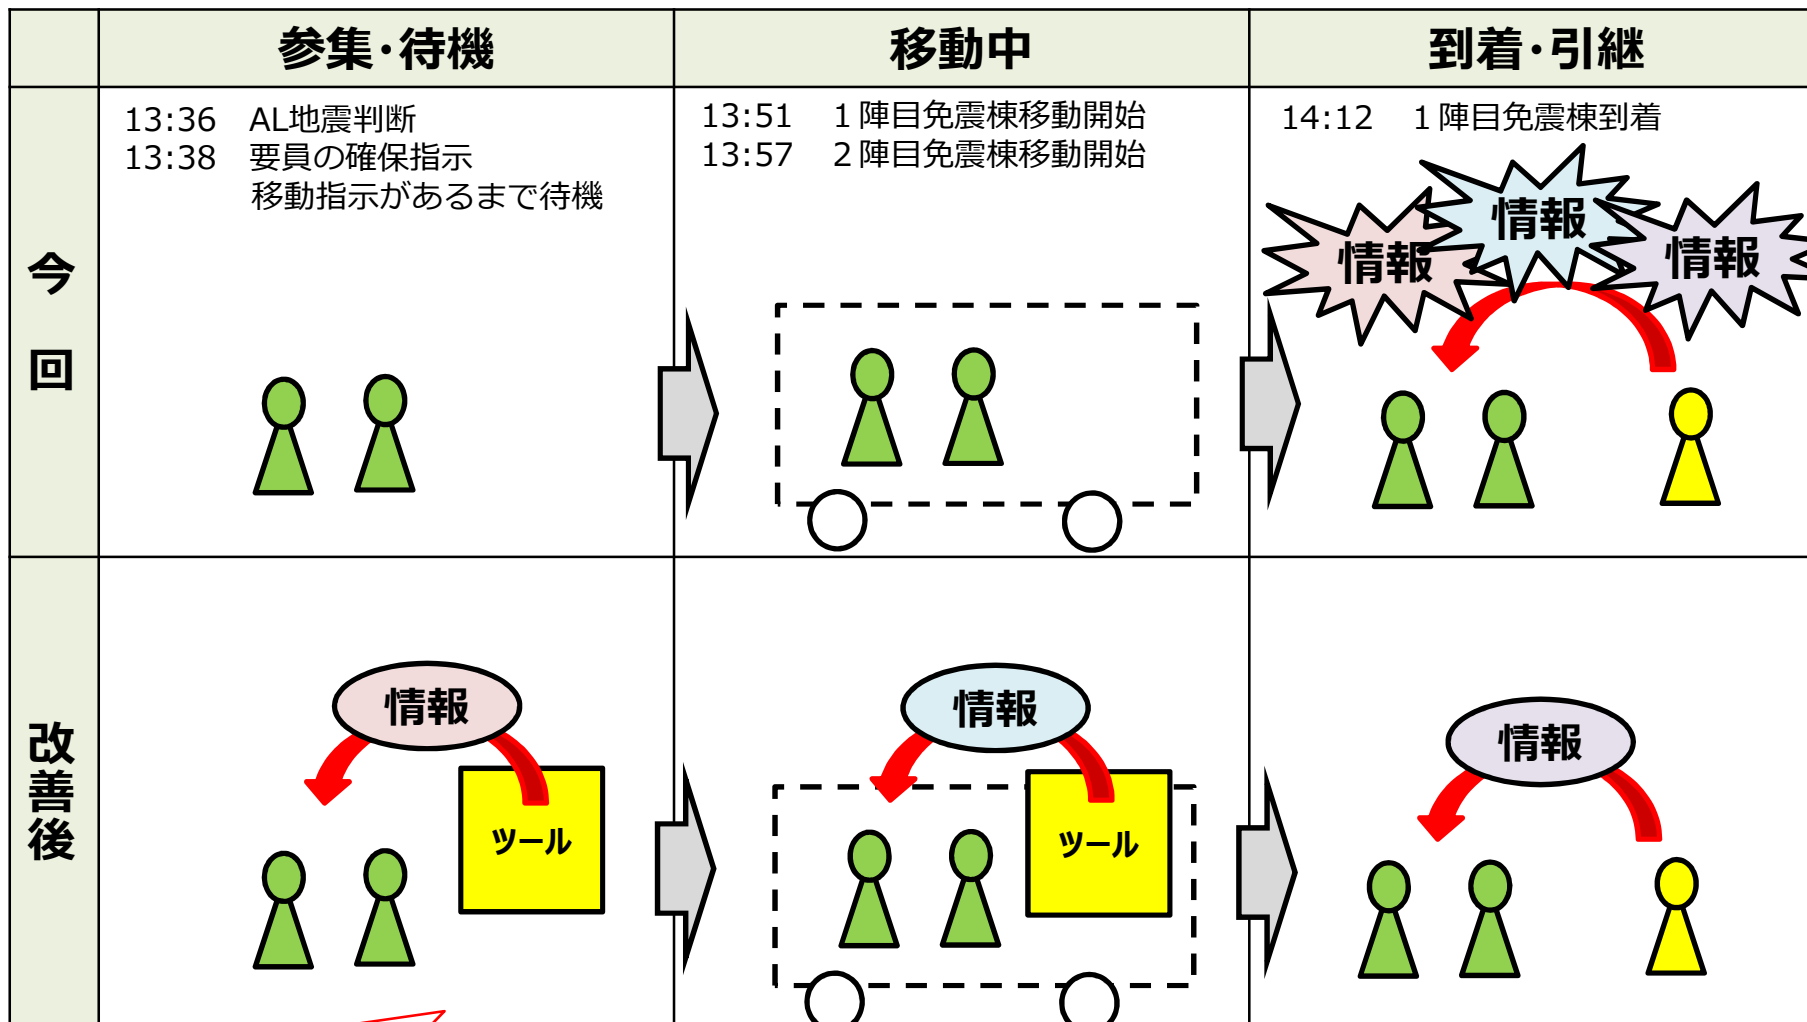 参集・待機
移動中
到着・引継
今回
13:36 AL地震判断
13:38 要員の確保指示
移動指示があるまで待機
13:51 1陣目免震棟移動開始
13:57 2陣目免震棟移動開始
14:12 1陣目免震棟到着
情報
情報
情報
改善後
情報
ツール
情報
ツール
情報